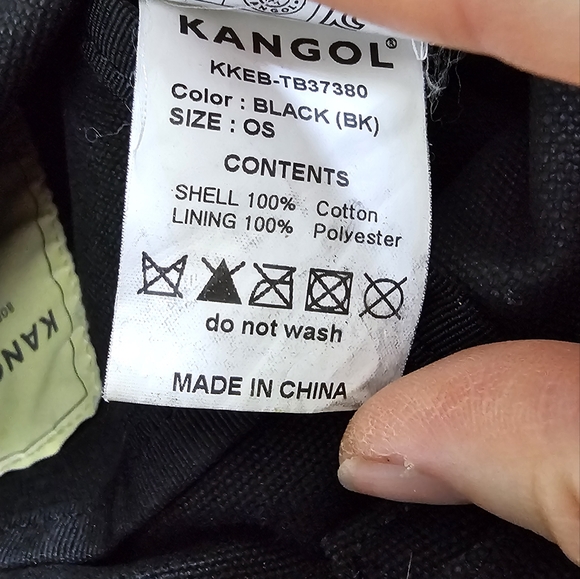 KANGOL
KANGOL®
KKEB-TB37380
Color : BLACK (BK)
SIZE : OS
CONTENTS
SHELL 100% Cotton
LINING 100% Polyester
do not wash
MADE IN CHINA